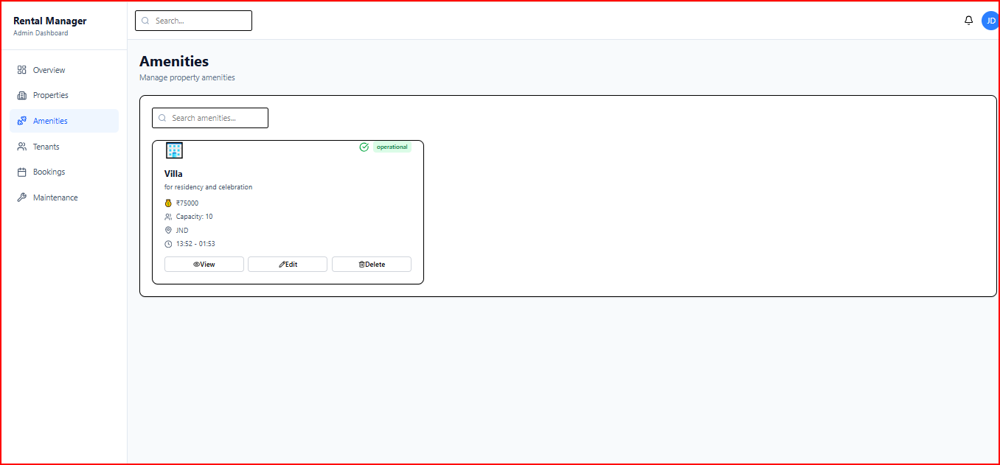 Rental Manager
Admin Dashboard
Search...
JD
Overview
Properties
Amenities
Tenants
Bookings
Maintenance
Amenities
Manage property amenities
Search amenities...
operational
Villa
for residency and celebration
₹75000
Capacity: 10
JND
13:52 - 01:53
View Edit Delete